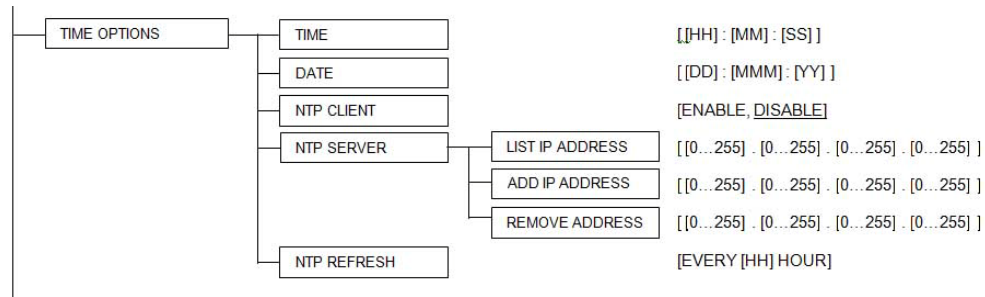 TIME OPTIONS TIME [ [HH] : [MM] : [SS] ]
DATE [ [DD] : [MMM] : [YY] ]
NTP CLIENT [ENABLE, DISABLE]
NTP SERVER LIST IP ADDRESS [ [0...255] . [0...255] . [0...255] . [0...255] ]
ADD IP ADDRESS [ [0...255] . [0...255] . [0...255] . [0...255] ]
REMOVE ADDRESS [ [0...255] . [0...255] . [0...255] . [0...255] ]
NTP REFRESH [EVERY [HH] HOUR]